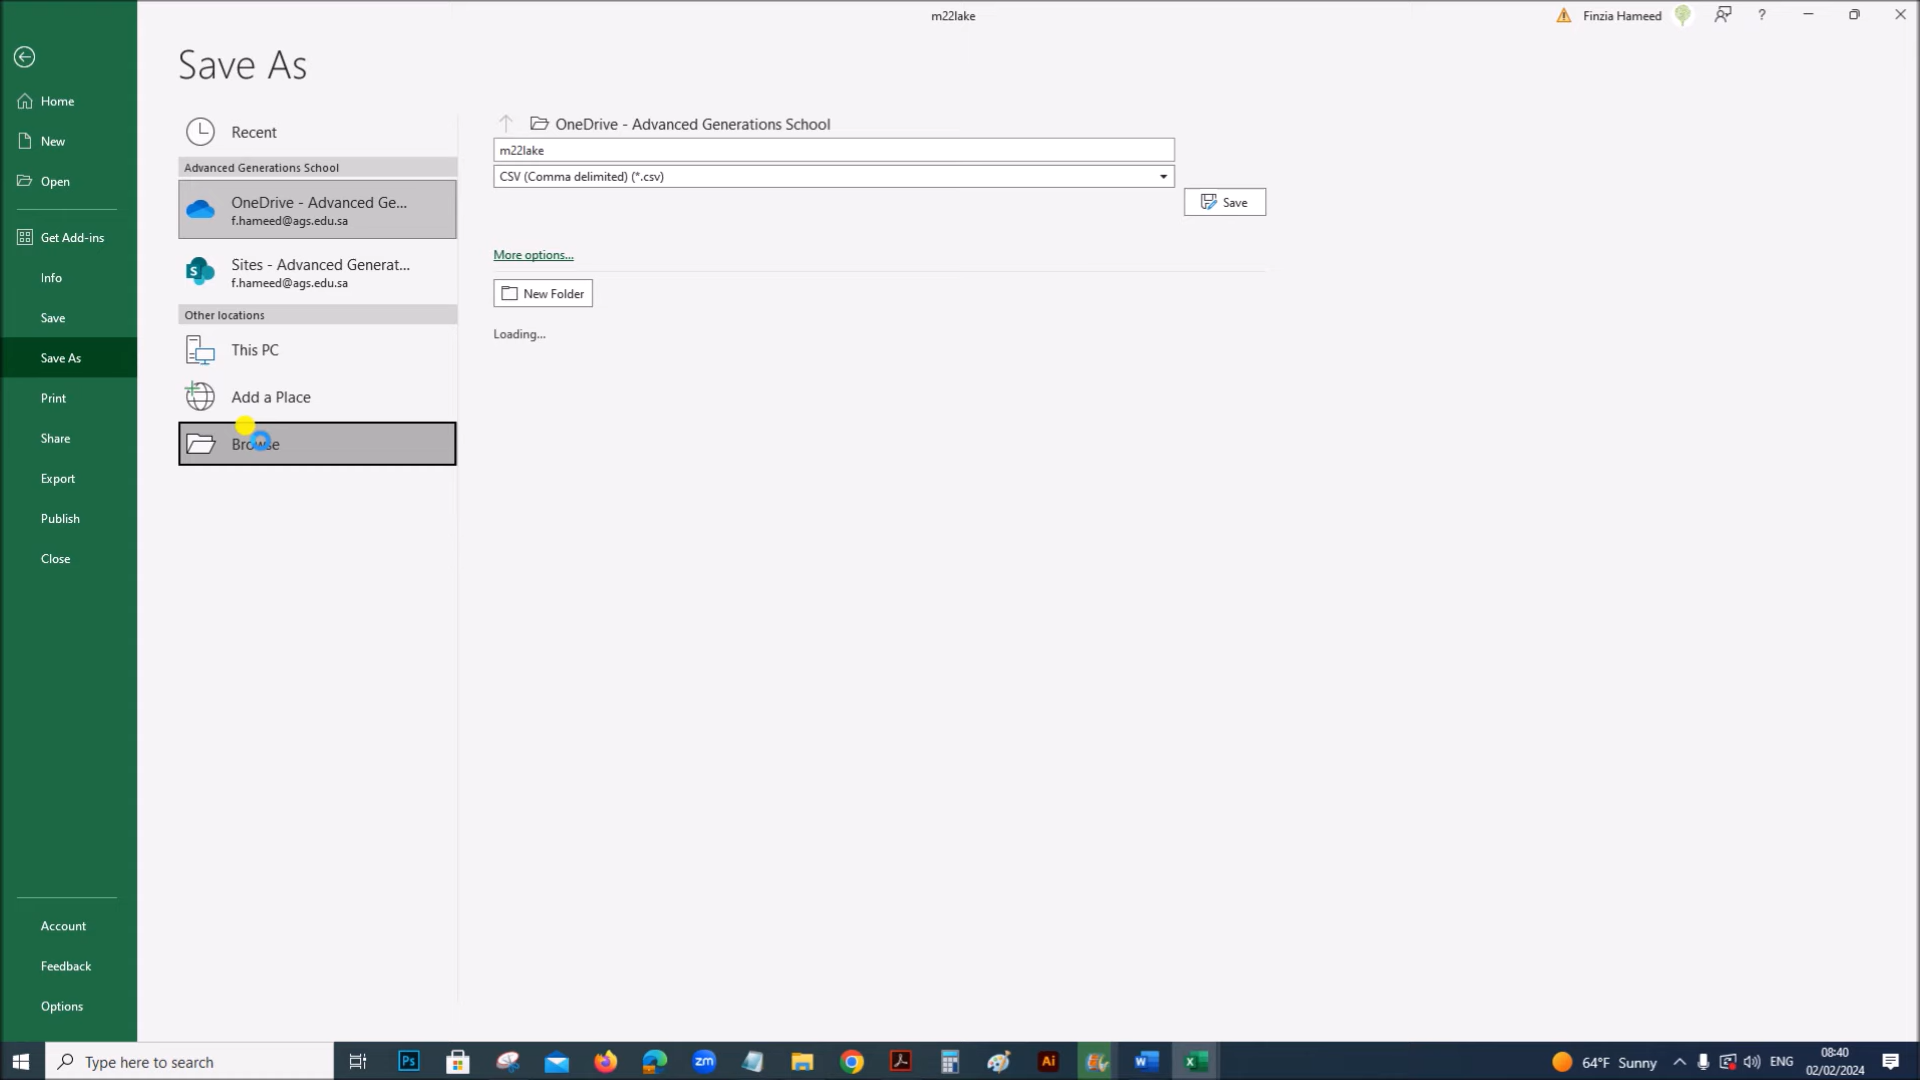 m22lake
Finzia Hameed
?
Save As
Home
New
Open
Get Add-ins
Info
Save
Save As
Print
Share
Export
Publish
Close
Account
Feedback
Options
Recent
Advanced Generations School
OneDrive - Advanced Ge...
f.hameed@ags.edu.sa
Sites - Advanced Generat...
f.hameed@ags.edu.sa
Other locations
This PC
Add a Place
Browse
OneDrive - Advanced Generations School
m22lake
CSV (Comma delimited) (*.csv)
Save
More options...
New Folder
Loading...
Type here to search
Ps
zm
Ai
W
X
64°F Sunny
ENG
08:40
02/02/2024